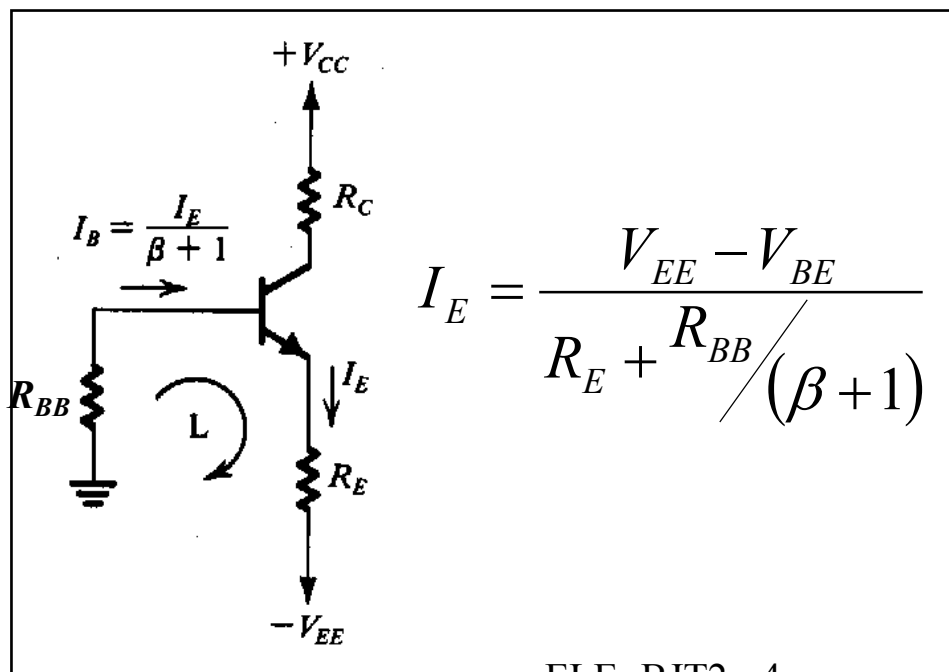 +V_CC
R_C
I_B = I_E / (β + 1)
I_E = (V_EE − V_BE) / (R_E + R_BB / (β + 1))
I_E
R_BB
L
R_E
−V_EE